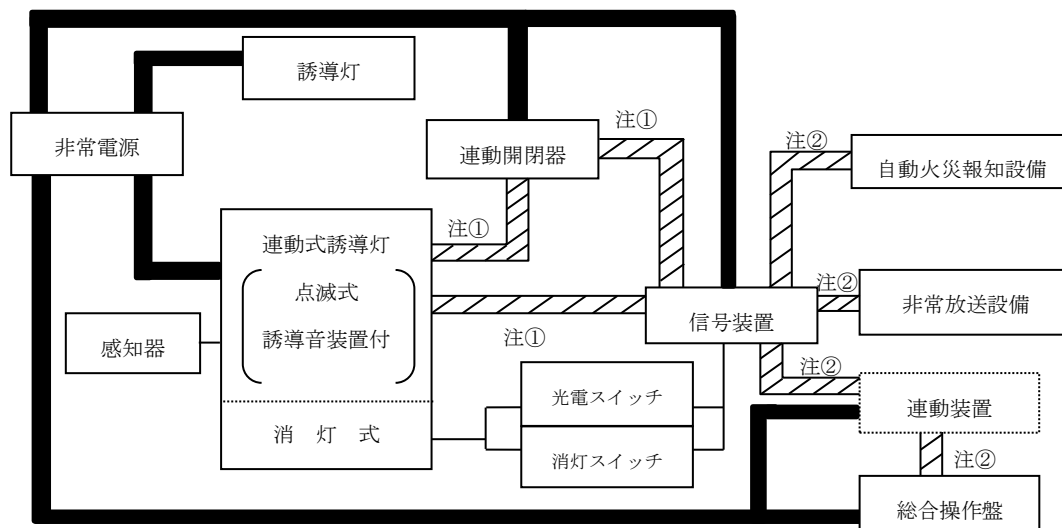 誘導灯
非常電源
連動開閉器
注①
注②
自動火災報知設備
連動式誘導灯
注①
点滅式
誘導音装置付
注①
信号装置
注②
非常放送設備
感知器
注②
光電スイッチ
連動装置
消 灯 式
消灯スイッチ
注②
総合操作盤